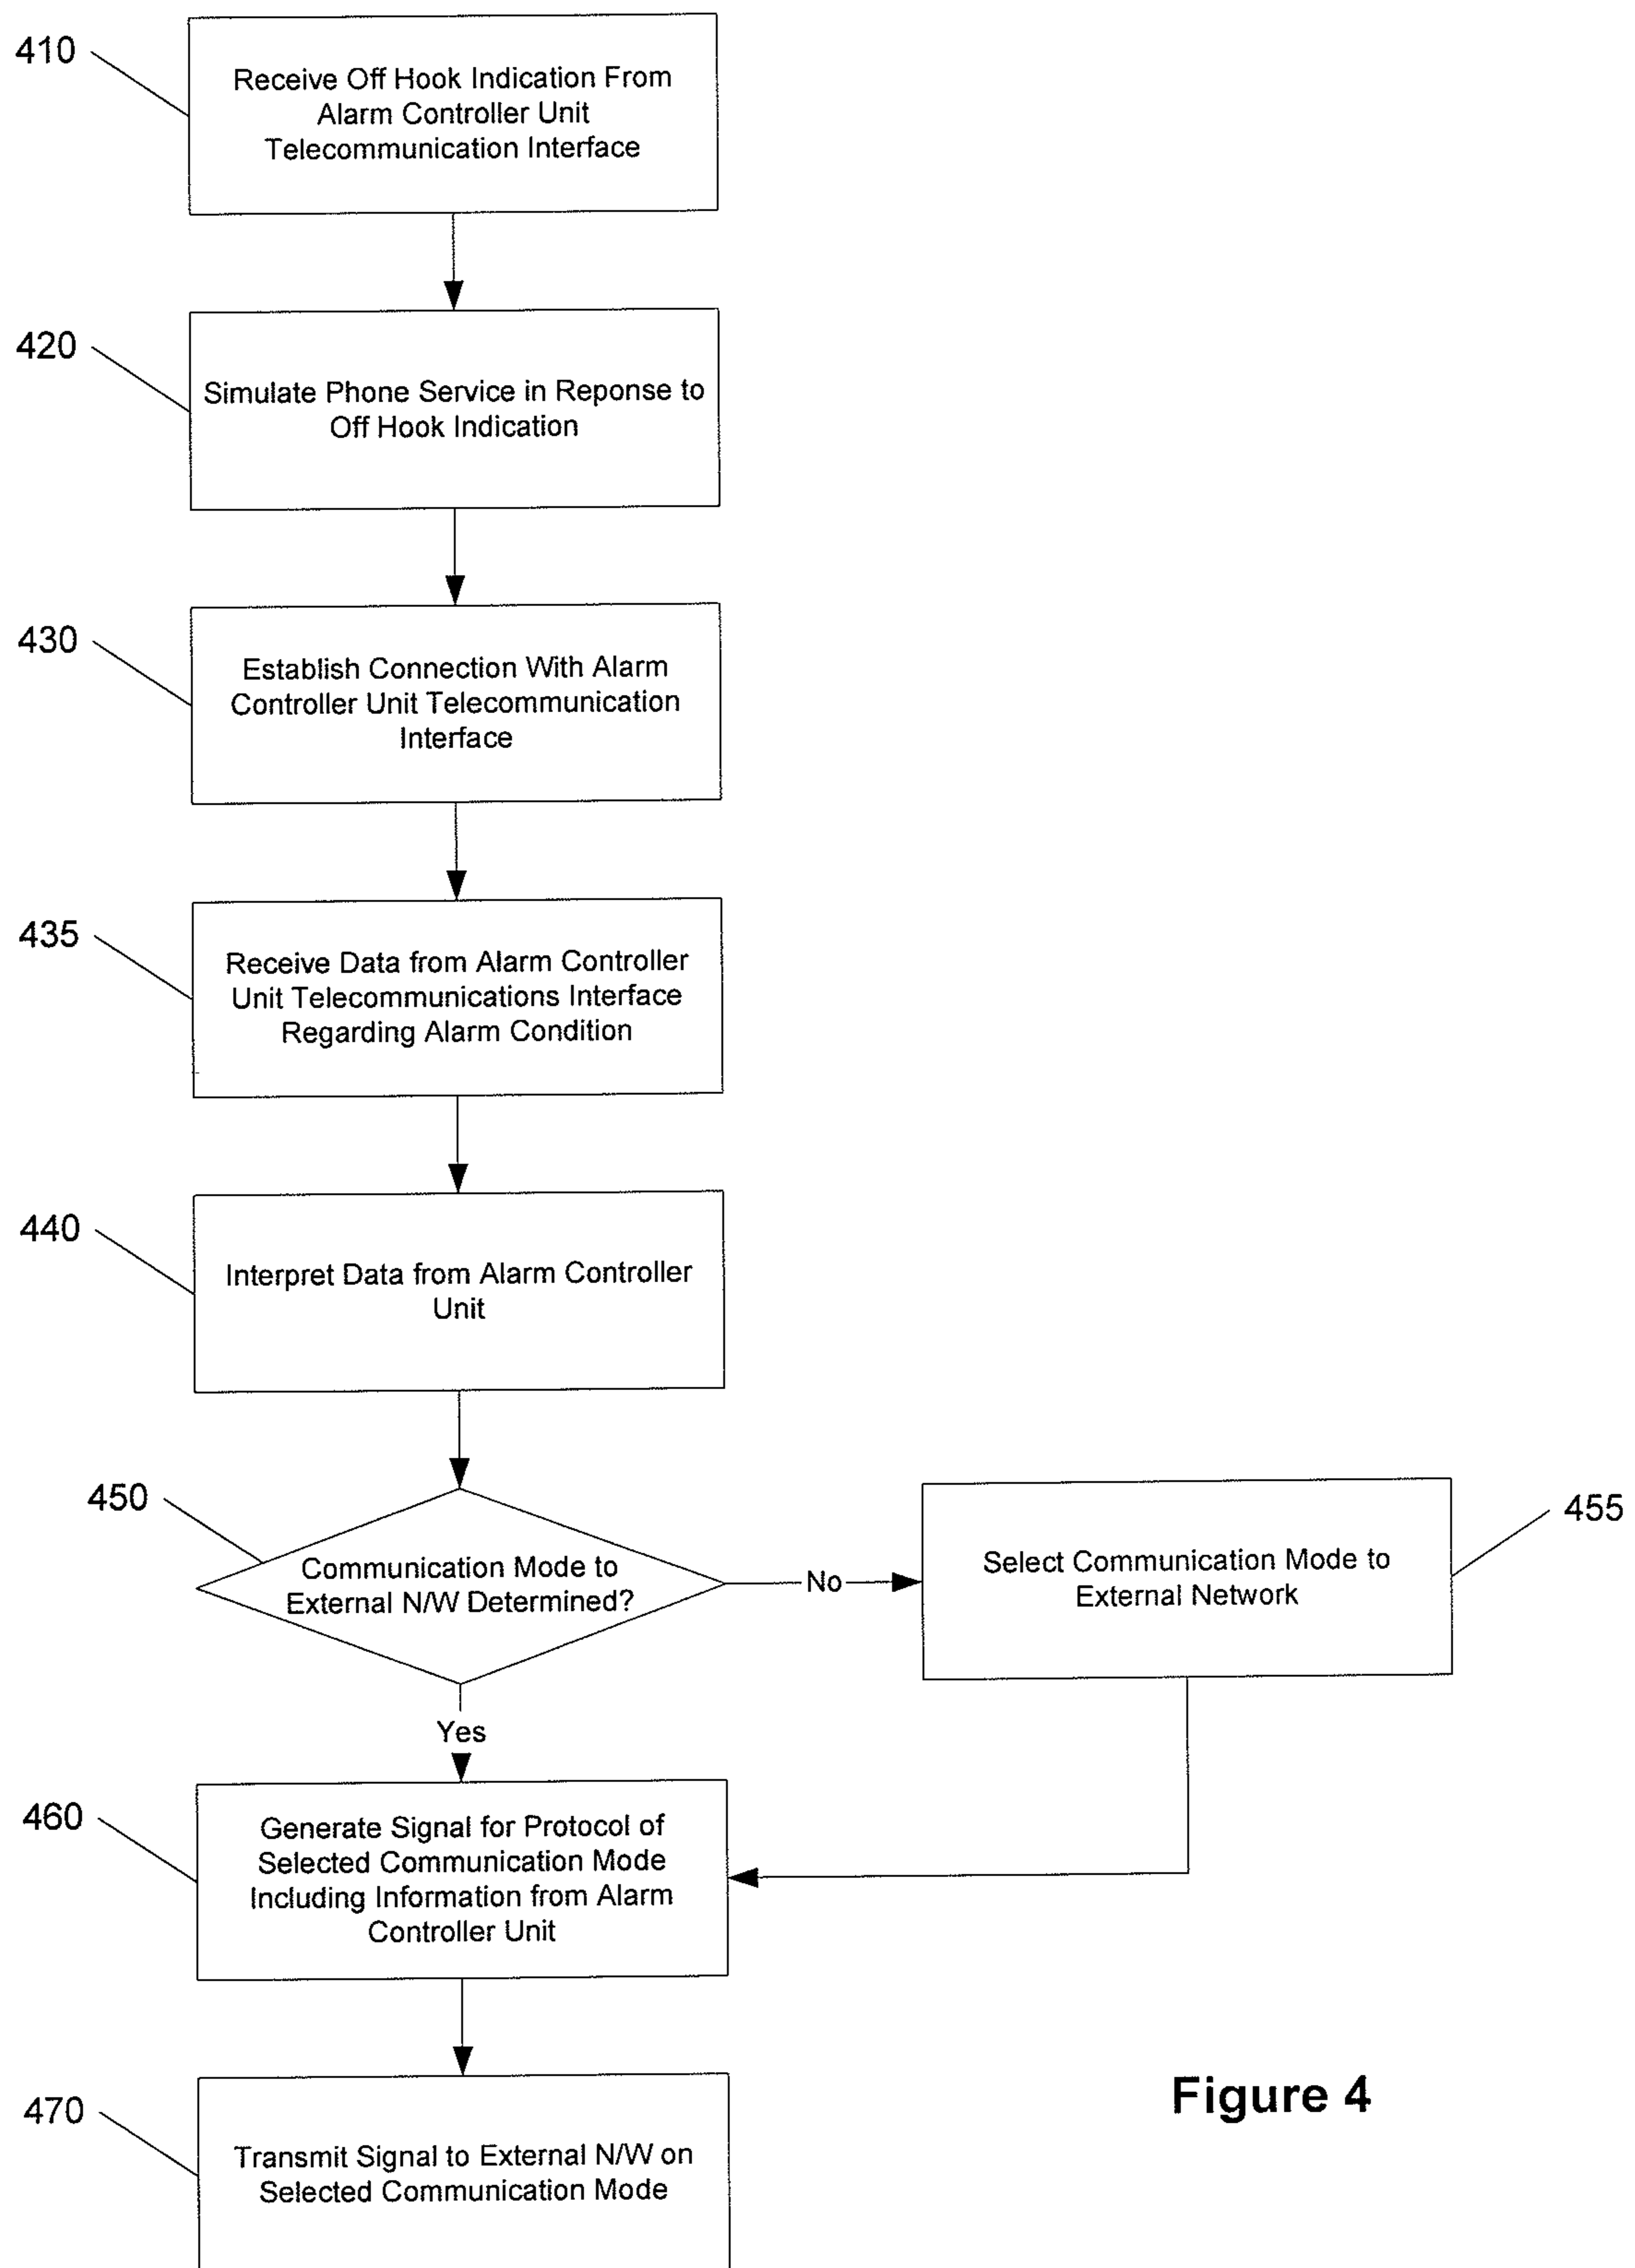 410
Receive Off Hook Indication From
Alarm Controller Unit
Telecommunication Interface
420
Simulate Phone Service in Reponse to
Off Hook Indication
430
Establish Connection With Alarm
Controller Unit Telecommunication
Interface
435
Receive Data from Alarm Controller
Unit Telecommunications Interface
Regarding Alarm Condition
440
Interpret Data from Alarm Controller
Unit
450
Communication Mode to
External N/W Determined?
No
Select Communication Mode to
External Network
455
Yes
460
Generate Signal for Protocol of
Selected Communication Mode
Including Information from Alarm
Controller Unit
470
Transmit Signal to External N/W on
Selected Communication Mode
Figure 4